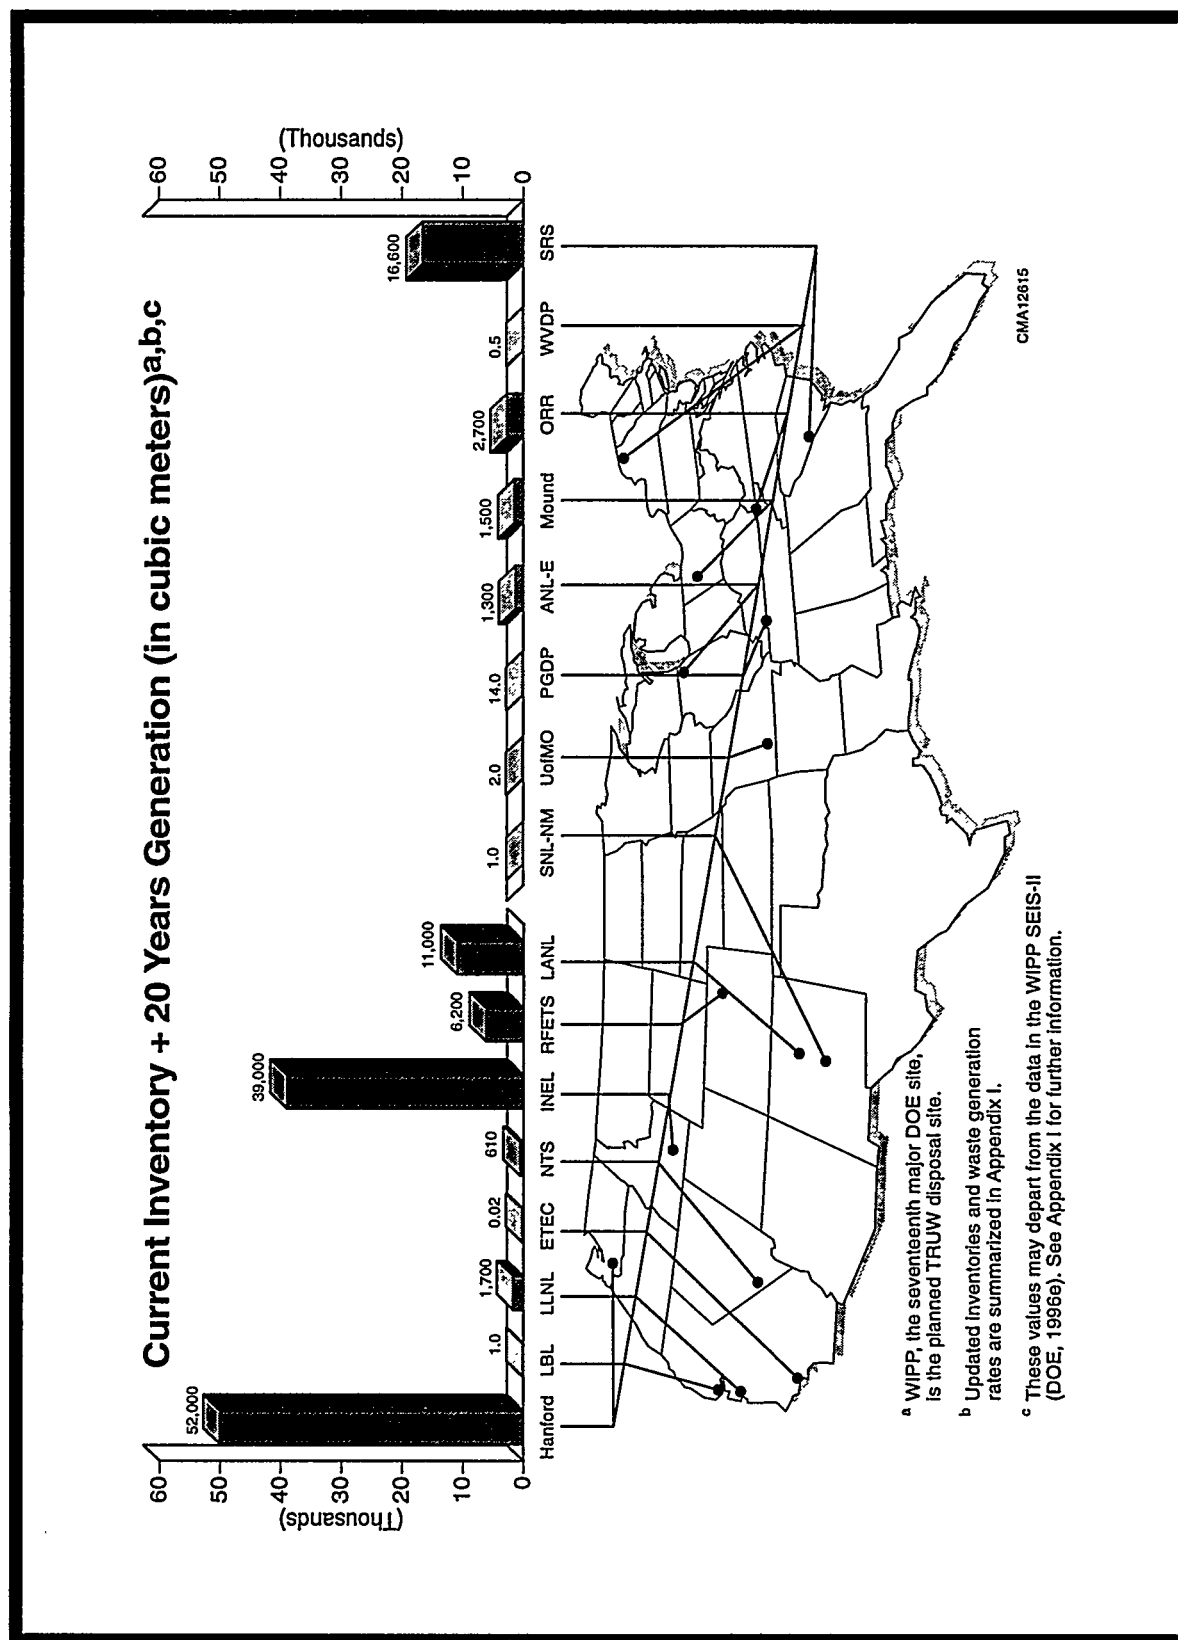 Current Inventory + 20 Years Generation (in cubic meters)a,b,c
60
50
40
30
20
10
0
(Thousands)
52,000
1.0
1,700
0.02
610
39,000
6,200
11,000
1.0
2.0
14.0
1,300
1,500
2,700
0.5
16,600
60
50
40
30
20
10
0
(Thousands)
Hanford
LBL
LLNL
ETEC
NTS
INEL
RFETS
LANL
SNL-NM
UofMO
PGDP
ANL-E
Mound
ORR
WVDP
SRS
a WIPP, the seventeenth major DOE site,
is the planned TRUW disposal site.
b Updated inventories and waste generation
rates are summarized in Appendix I.
c These values may depart from the data in the WIPP SEIS-II
(DOE, 1996e). See Appendix I for further information.
CMA12615